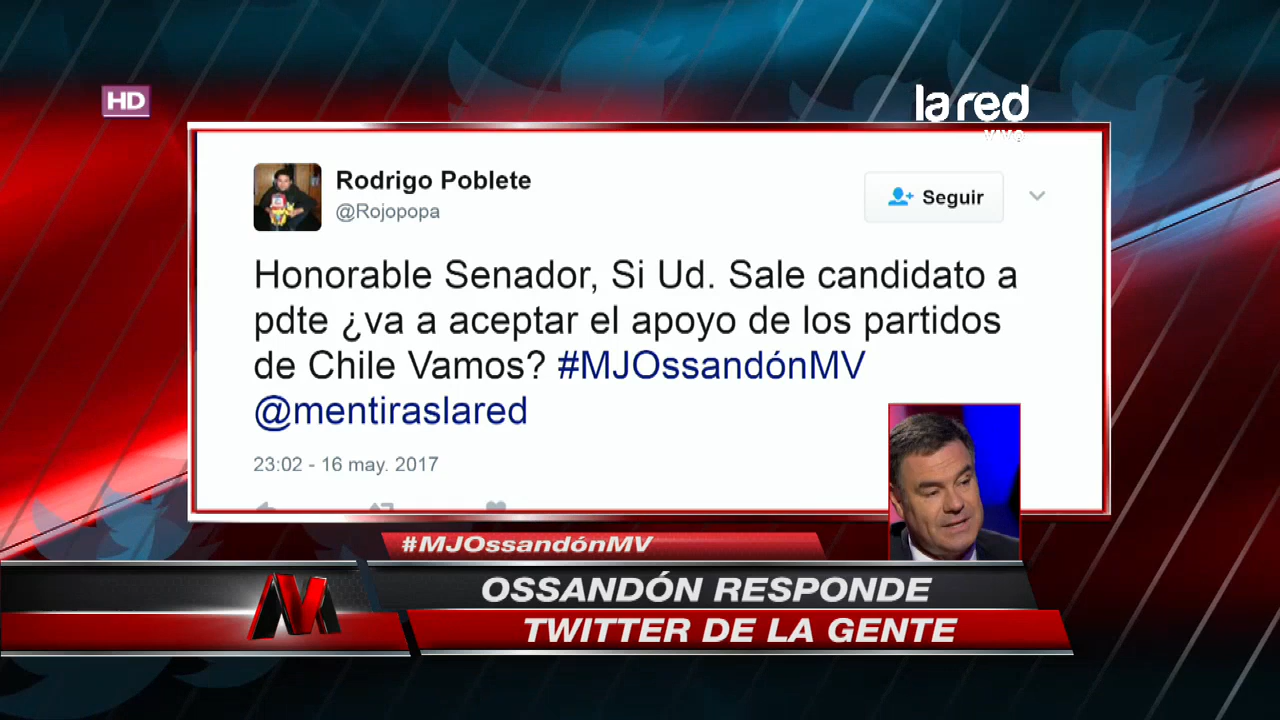 HD
la red
VIVO
Rodrigo Poblete
@Rojopopa
Seguir
Honorable Senador, Si Ud. Sale candidato a
pdte ¿va a aceptar el apoyo de los partidos
de Chile Vamos? #MJOssandónMV
@mentiraslared
23:02 - 16 may. 2017
#MJOssandónMV
OSSANDÓN RESPONDE
TWITTER DE LA GENTE